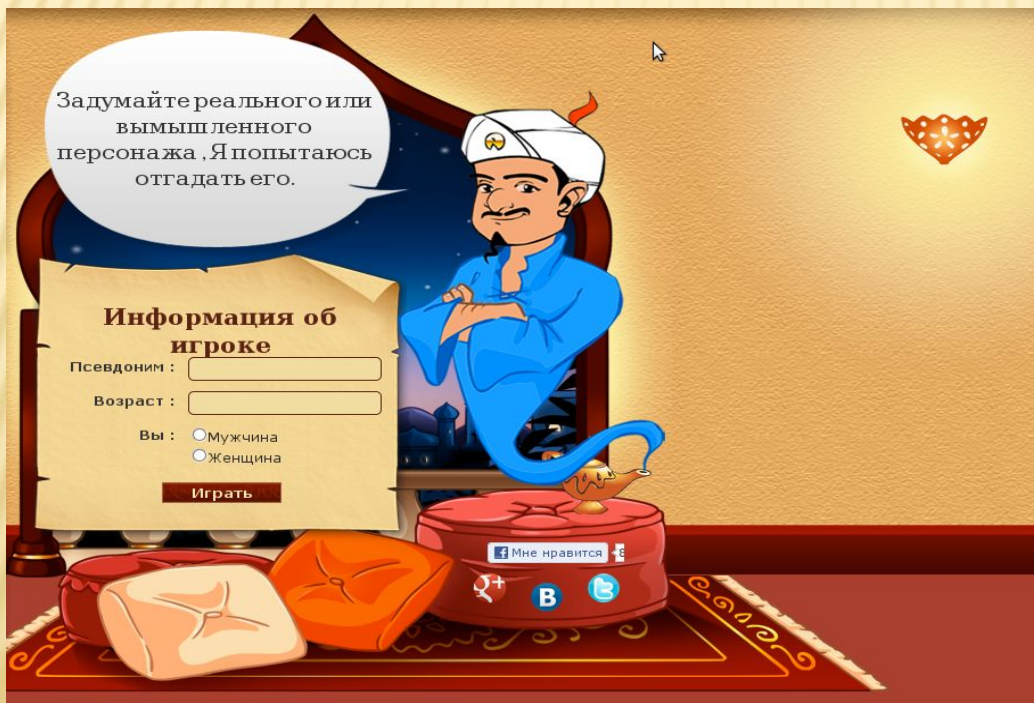 Задумайте реального или
вымышленного
персонажа , Я попытаюсь
отгадать его.
Информация об
игроке
Псевдоним :
Возраст :
Вы : Мужчина
Женщина
Играть
Мне нравится 8
g+ B t